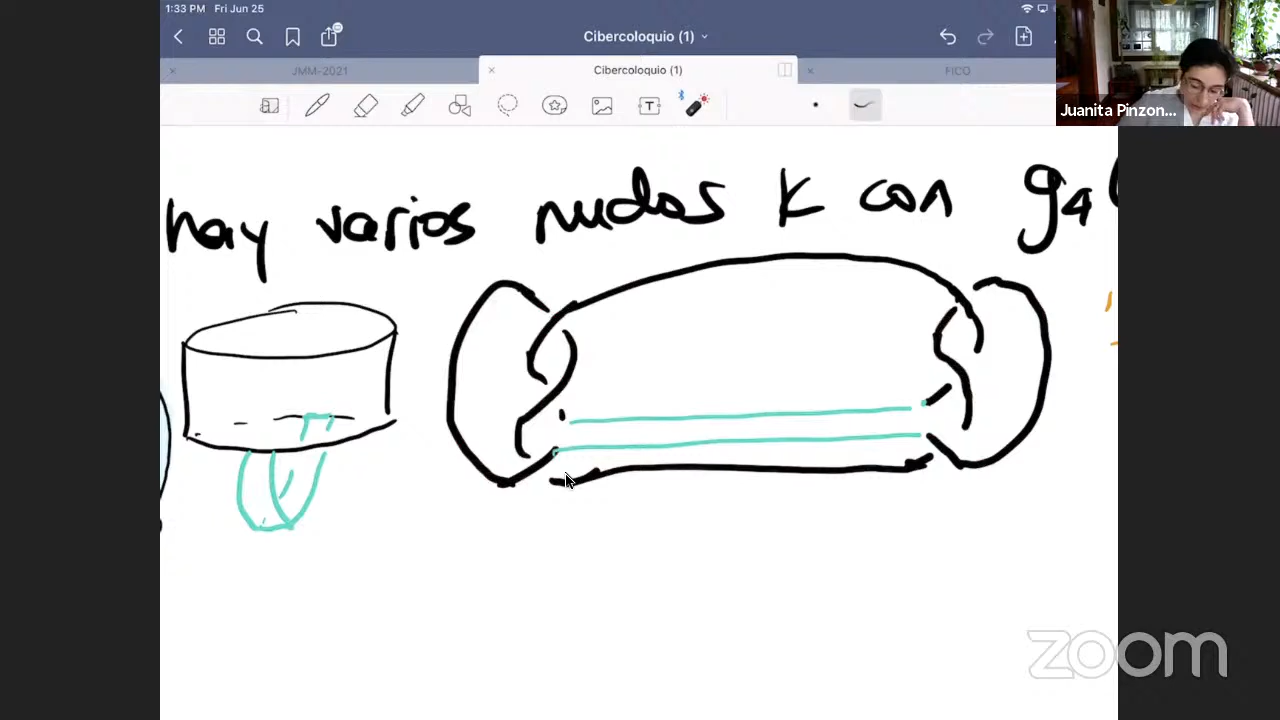 1:33 PM Fri Jun 25
Cibercoloquio (1)
JMM-2021
Cibercoloquio (1)
FICO
T
Juanita Pinzon...
hay varios nudos K con g4(
zoom